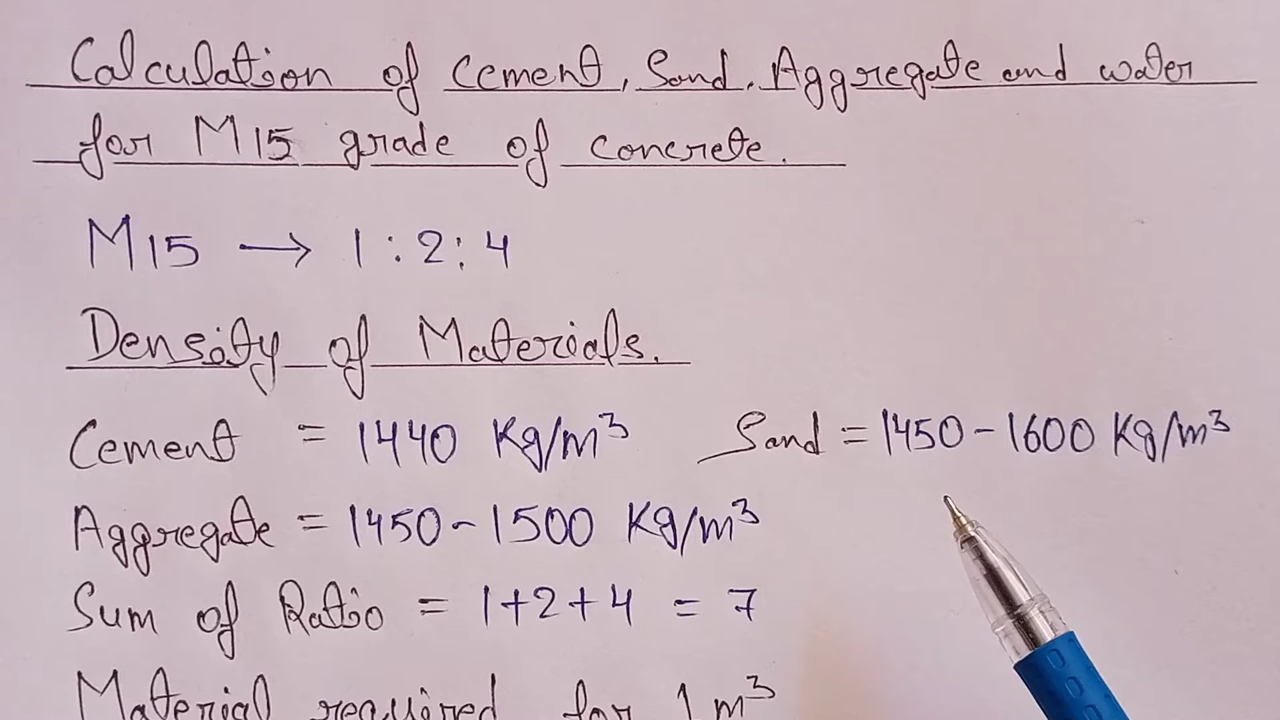 Calculation of Cement, Sand, Aggregate and water
for M15 grade of concrete.
M15 → 1 : 2 : 4
Density of Materials.
Cement = 1440 Kg/m³ Sand = 1450 - 1600 Kg/m³
Aggregate = 1450 - 1500 Kg/m³
Sum of Ratio = 1+2+4 = 7
Material required for 1 m³